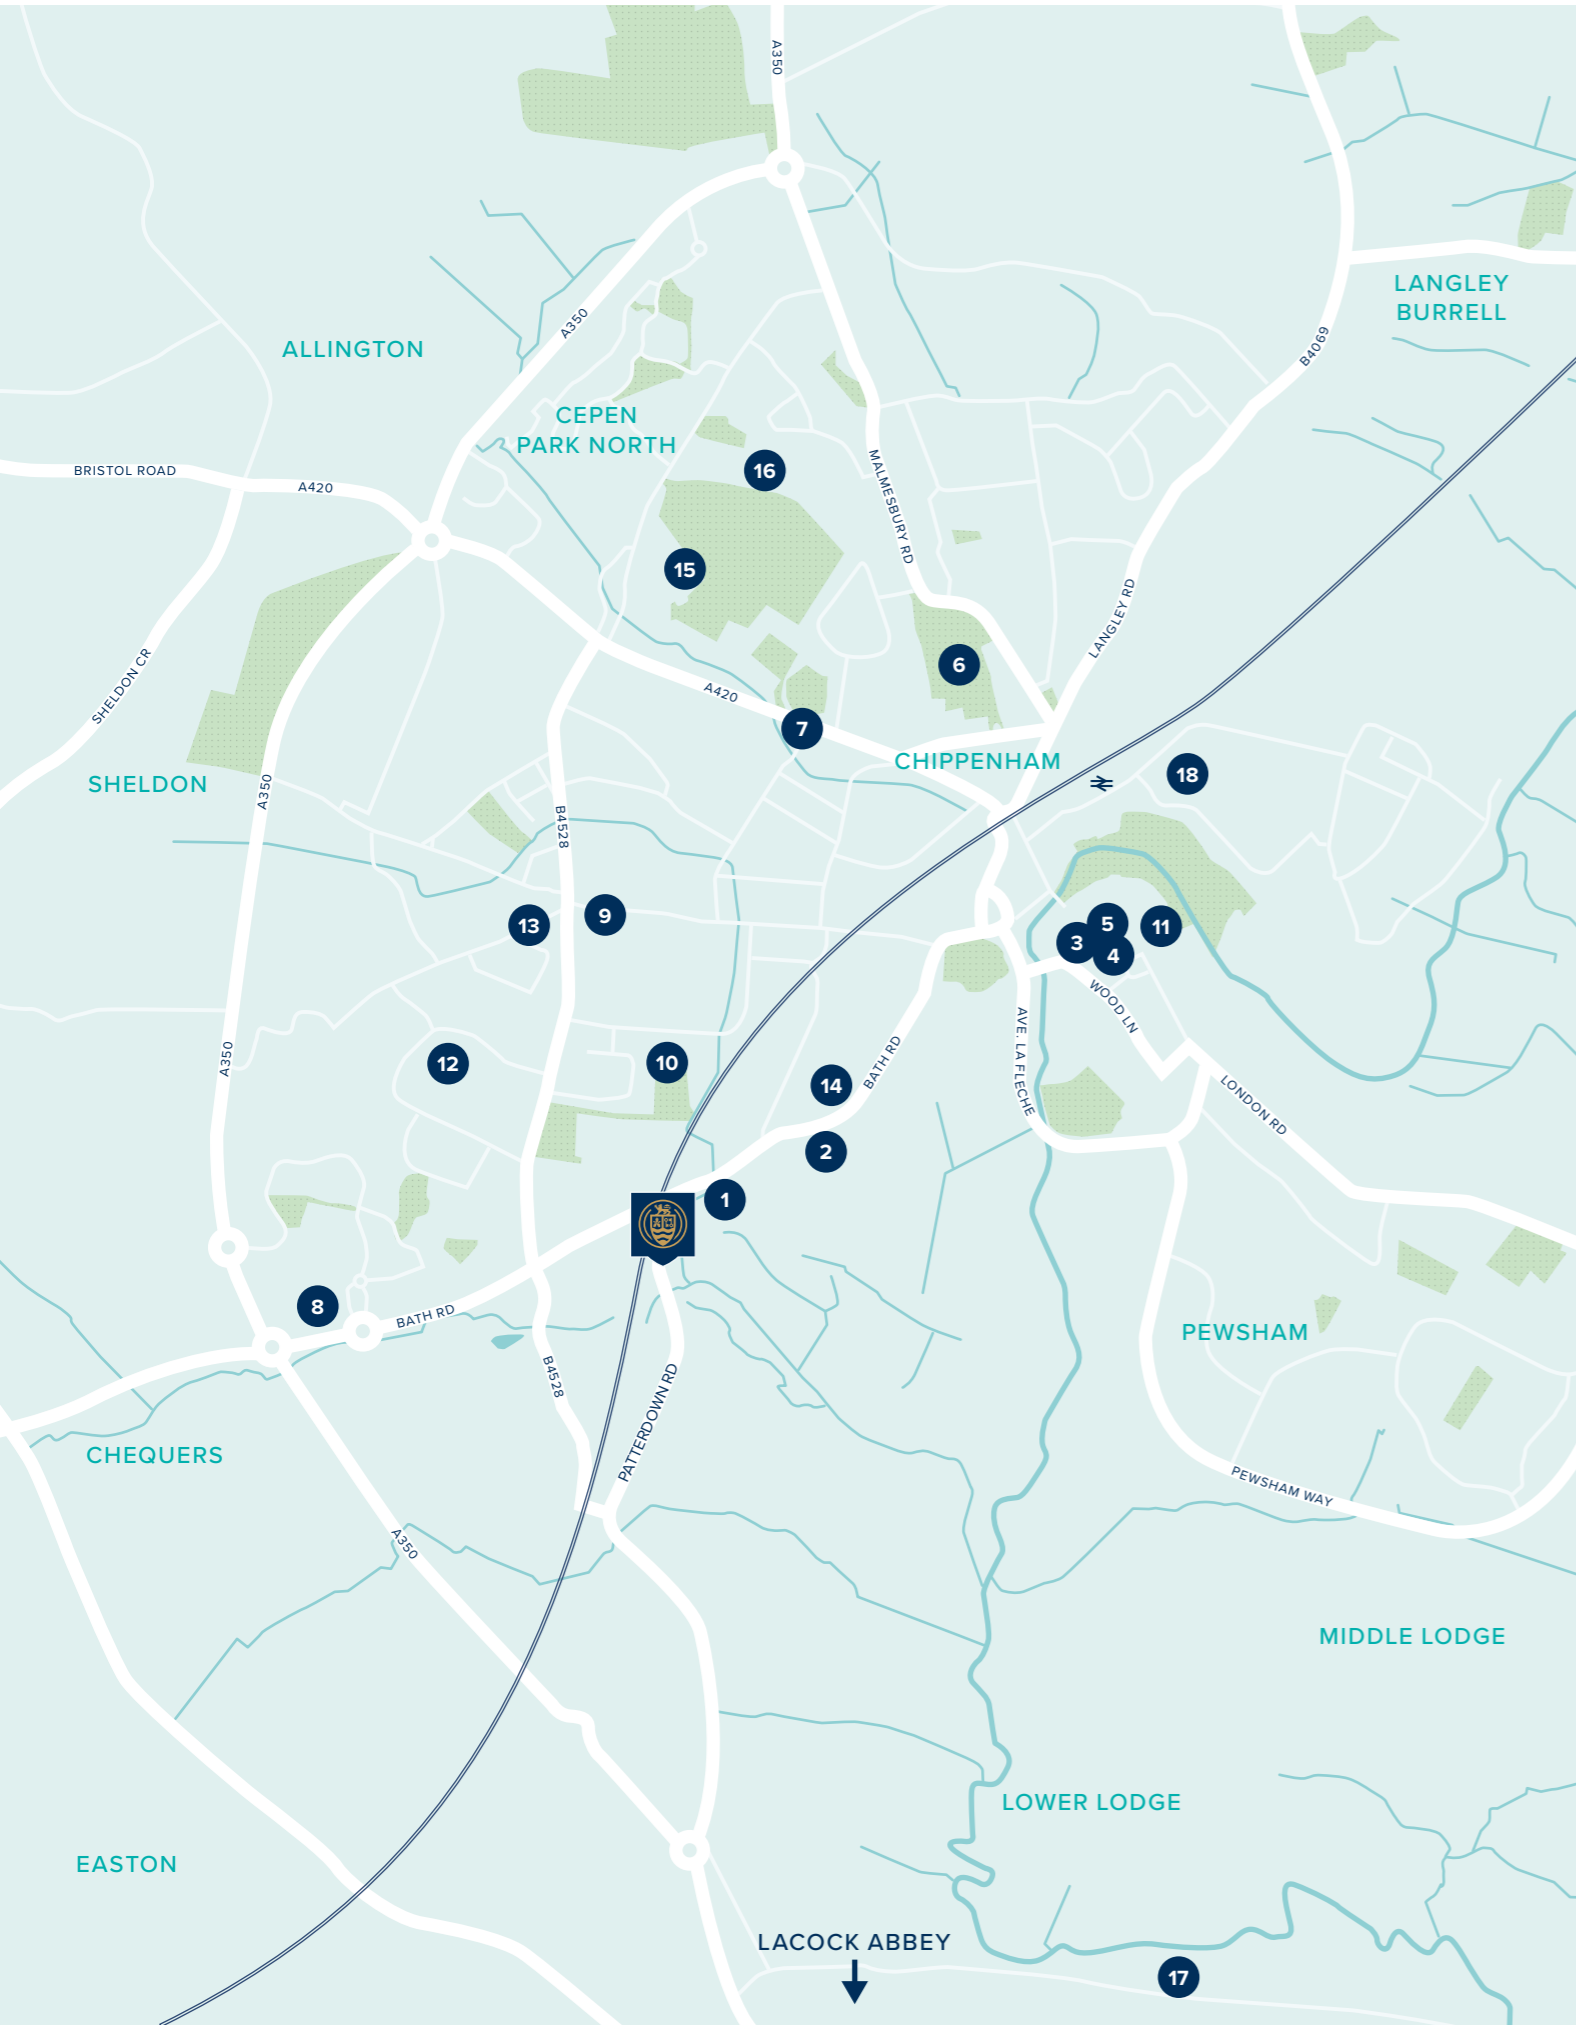 A350
LANGLEY
BURRELL
A350
B4069
ALLINGTON
CEPEN
PARK NORTH
BRISTOL ROAD
A420
16
MALMESBURY RD
15
LANGLEY RD
SHELDON CR
6
A420
7
CHIPPENHAM
18
SHELDON
A350
B4528
13
9
5
3
4
11
WOOD LN
AVE. LA FLECHE
BATH RD
A350
12
10
14
LONDON RD
2
1
8
BATH RD
PEWSHAM
B4528
PATTERDOWN RD
CHEQUERS
PEWSHAM WAY
A350
MIDDLE LODGE
LOWER LODGE
EASTON
LACOCK ABBEY
17